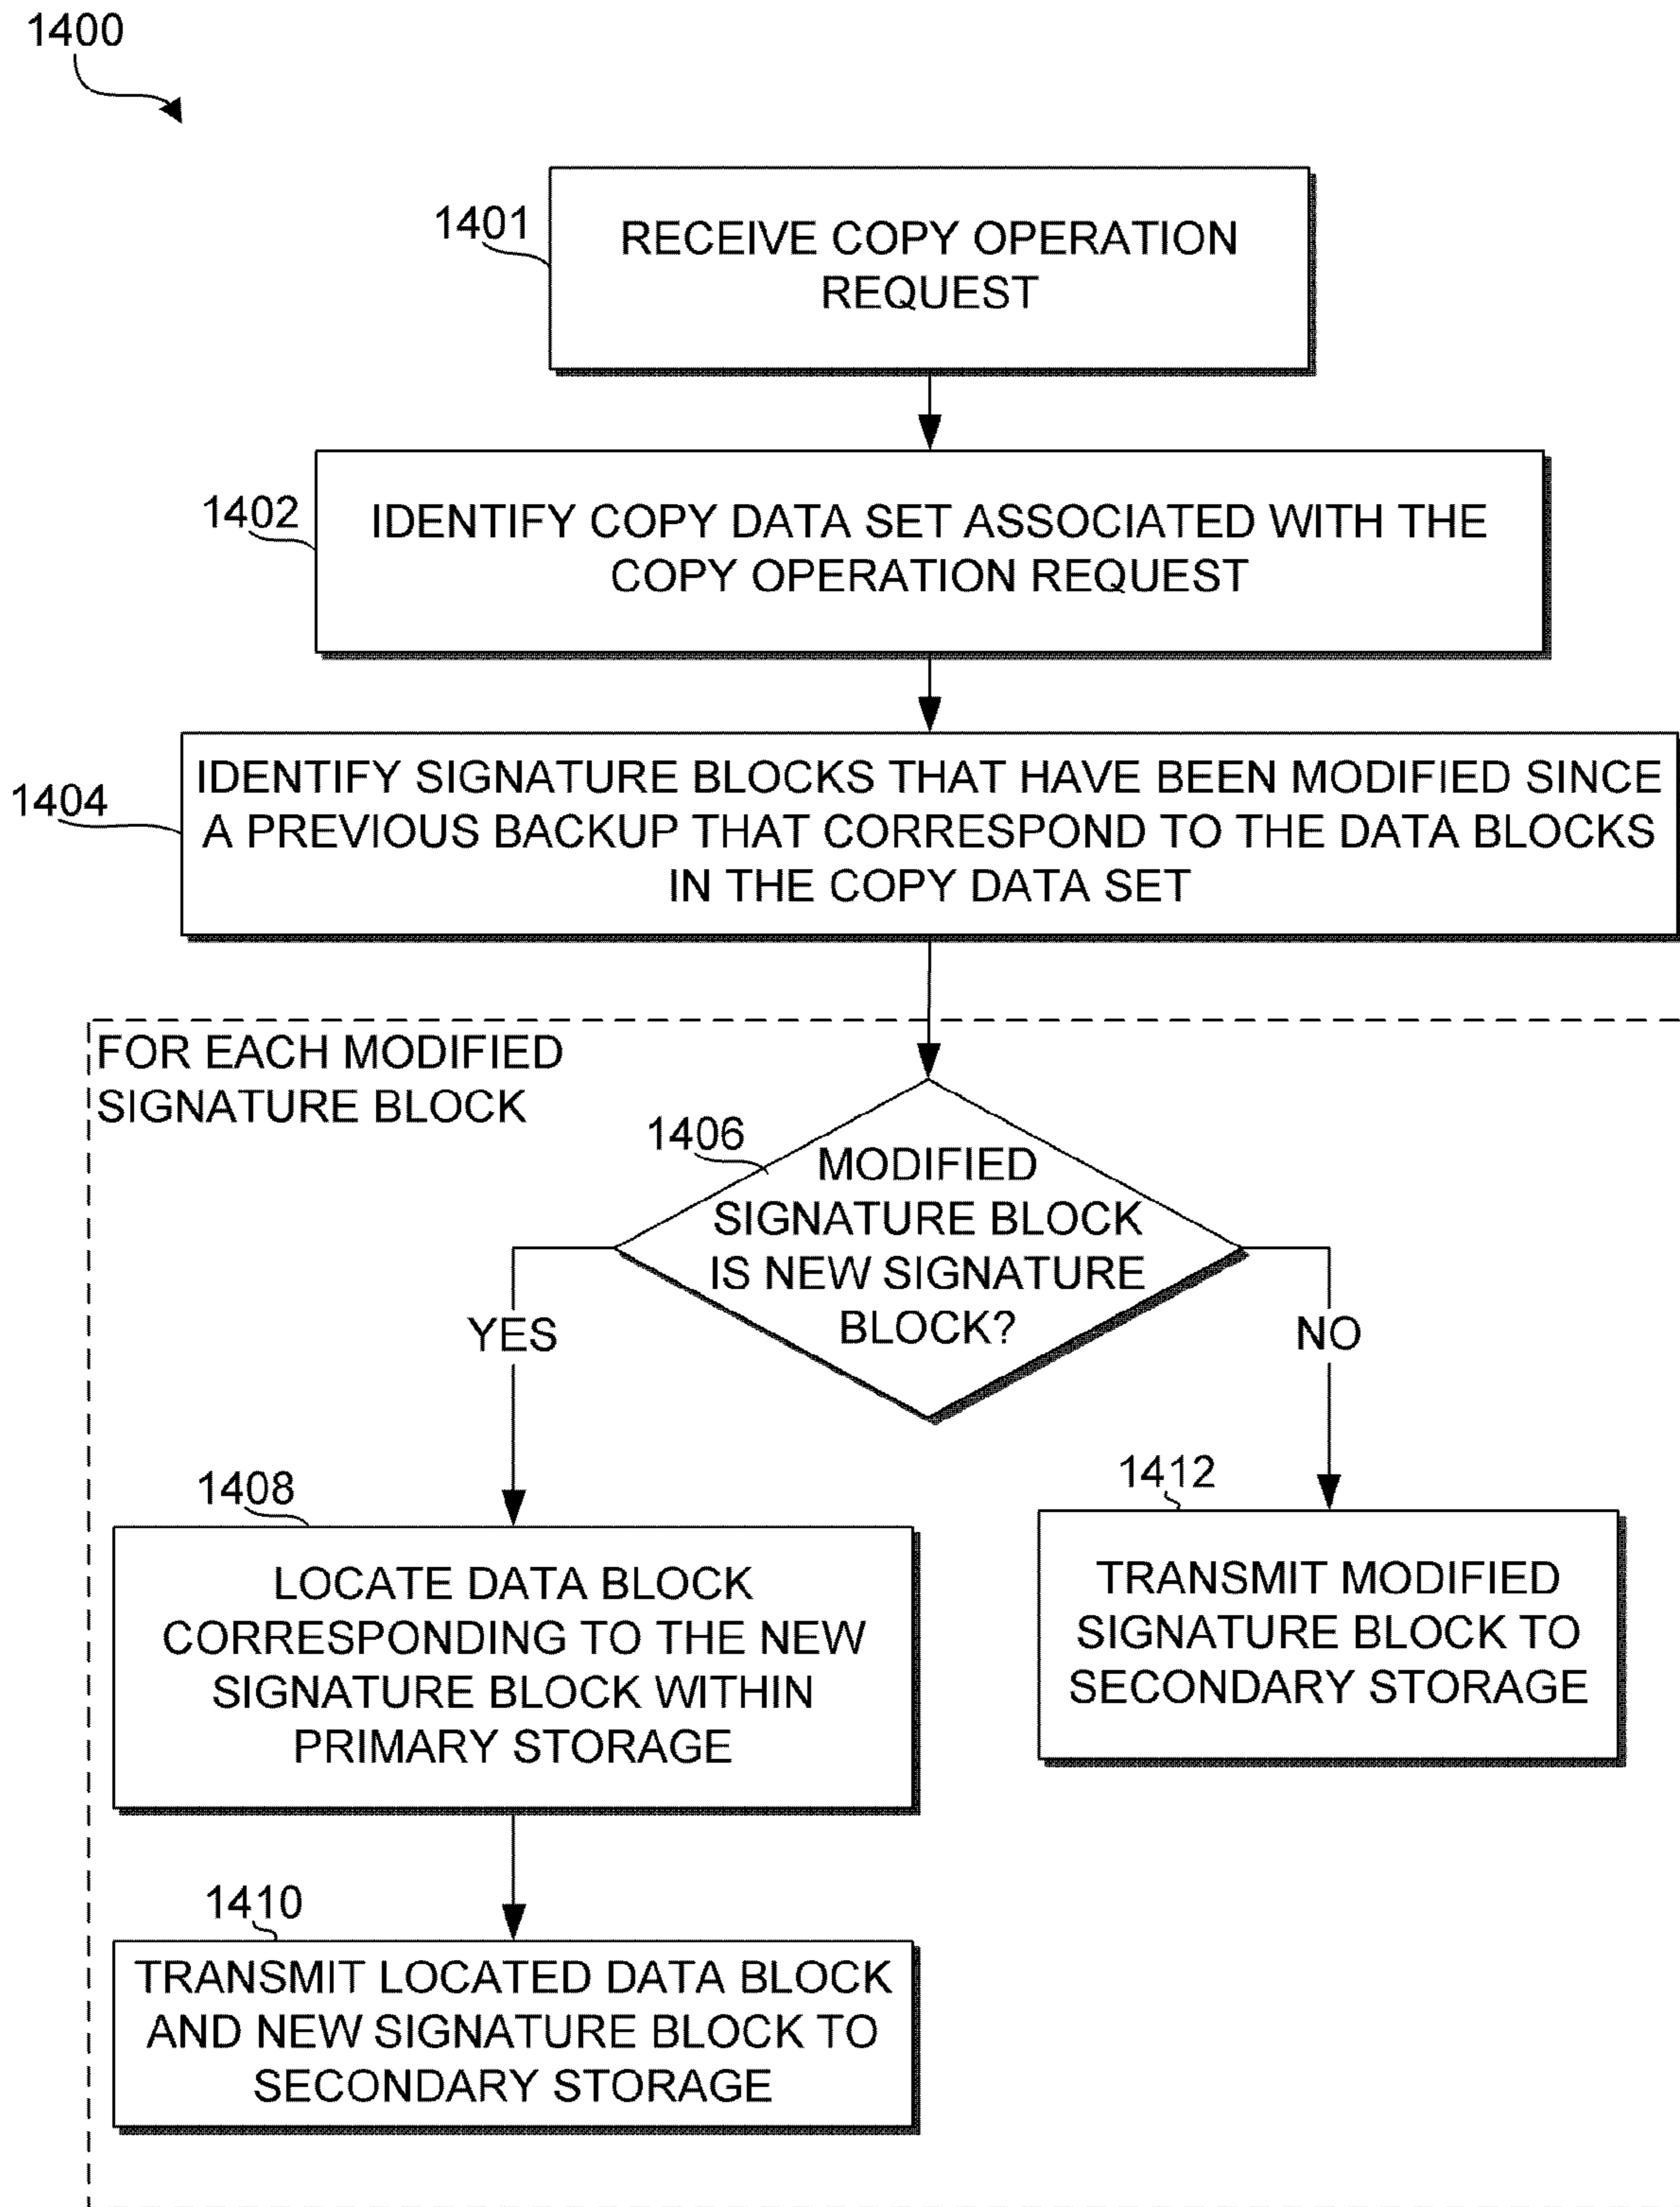 1400
1401
RECEIVE COPY OPERATION
REQUEST
1402
IDENTIFY COPY DATA SET ASSOCIATED WITH THE
COPY OPERATION REQUEST
1404
IDENTIFY SIGNATURE BLOCKS THAT HAVE BEEN MODIFIED SINCE
A PREVIOUS BACKUP THAT CORRESPOND TO THE DATA BLOCKS
IN THE COPY DATA SET
FOR EACH MODIFIED
SIGNATURE BLOCK
1406
MODIFIED
SIGNATURE BLOCK
IS NEW SIGNATURE
BLOCK?
YES
NO
1408
LOCATE DATA BLOCK
CORRESPONDING TO THE NEW
SIGNATURE BLOCK WITHIN
PRIMARY STORAGE
1412
TRANSMIT MODIFIED
SIGNATURE BLOCK TO
SECONDARY STORAGE
1410
TRANSMIT LOCATED DATA BLOCK
AND NEW SIGNATURE BLOCK TO
SECONDARY STORAGE